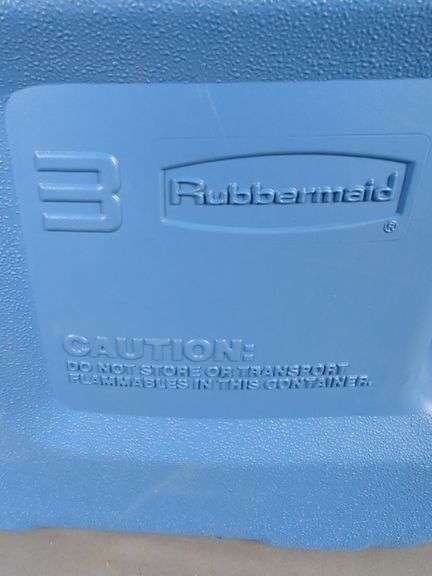 3 Rubbermaid ®
CAUTION:
DO NOT STORE OR TRANSPORT
FLAMMABLES IN THIS CONTAINER.